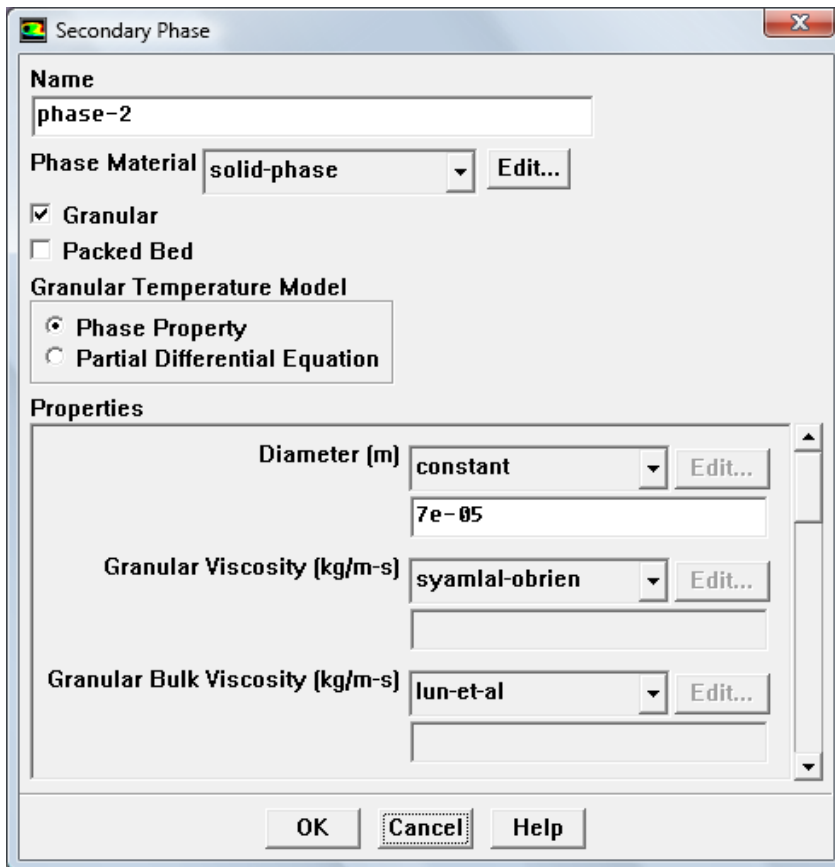 Secondary Phase
Name
phase-2
Phase Material solid-phase Edit...
Granular
Packed Bed
Granular Temperature Model
Phase Property
Partial Differential Equation
Properties
Diameter (m) constant Edit...
7e-05
Granular Viscosity (kg/m-s) syamlal-obrien Edit...
Granular Bulk Viscosity (kg/m-s) lun-et-al Edit...
OK Cancel Help